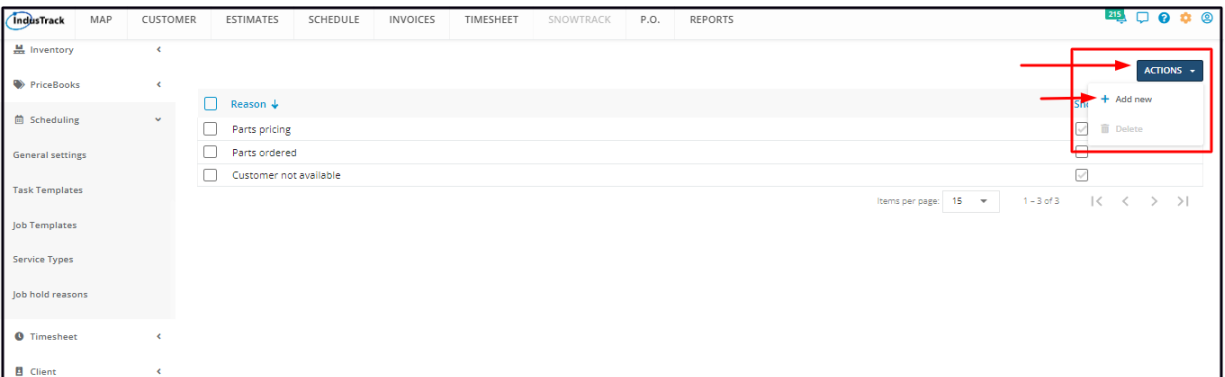 IndusTrack MAP CUSTOMER ESTIMATES SCHEDULE INVOICES TIMESHEET SNOWTRACK P.O. REPORTS 215
Inventory
PriceBooks
Scheduling
General settings
Task Templates
Job Templates
Service Types
Job hold reasons
Timesheet
Client
ACTIONS
+ Add new
Delete
Reason
Parts pricing
Parts ordered
Customer not available
Items per page: 15 1 – 3 of 3